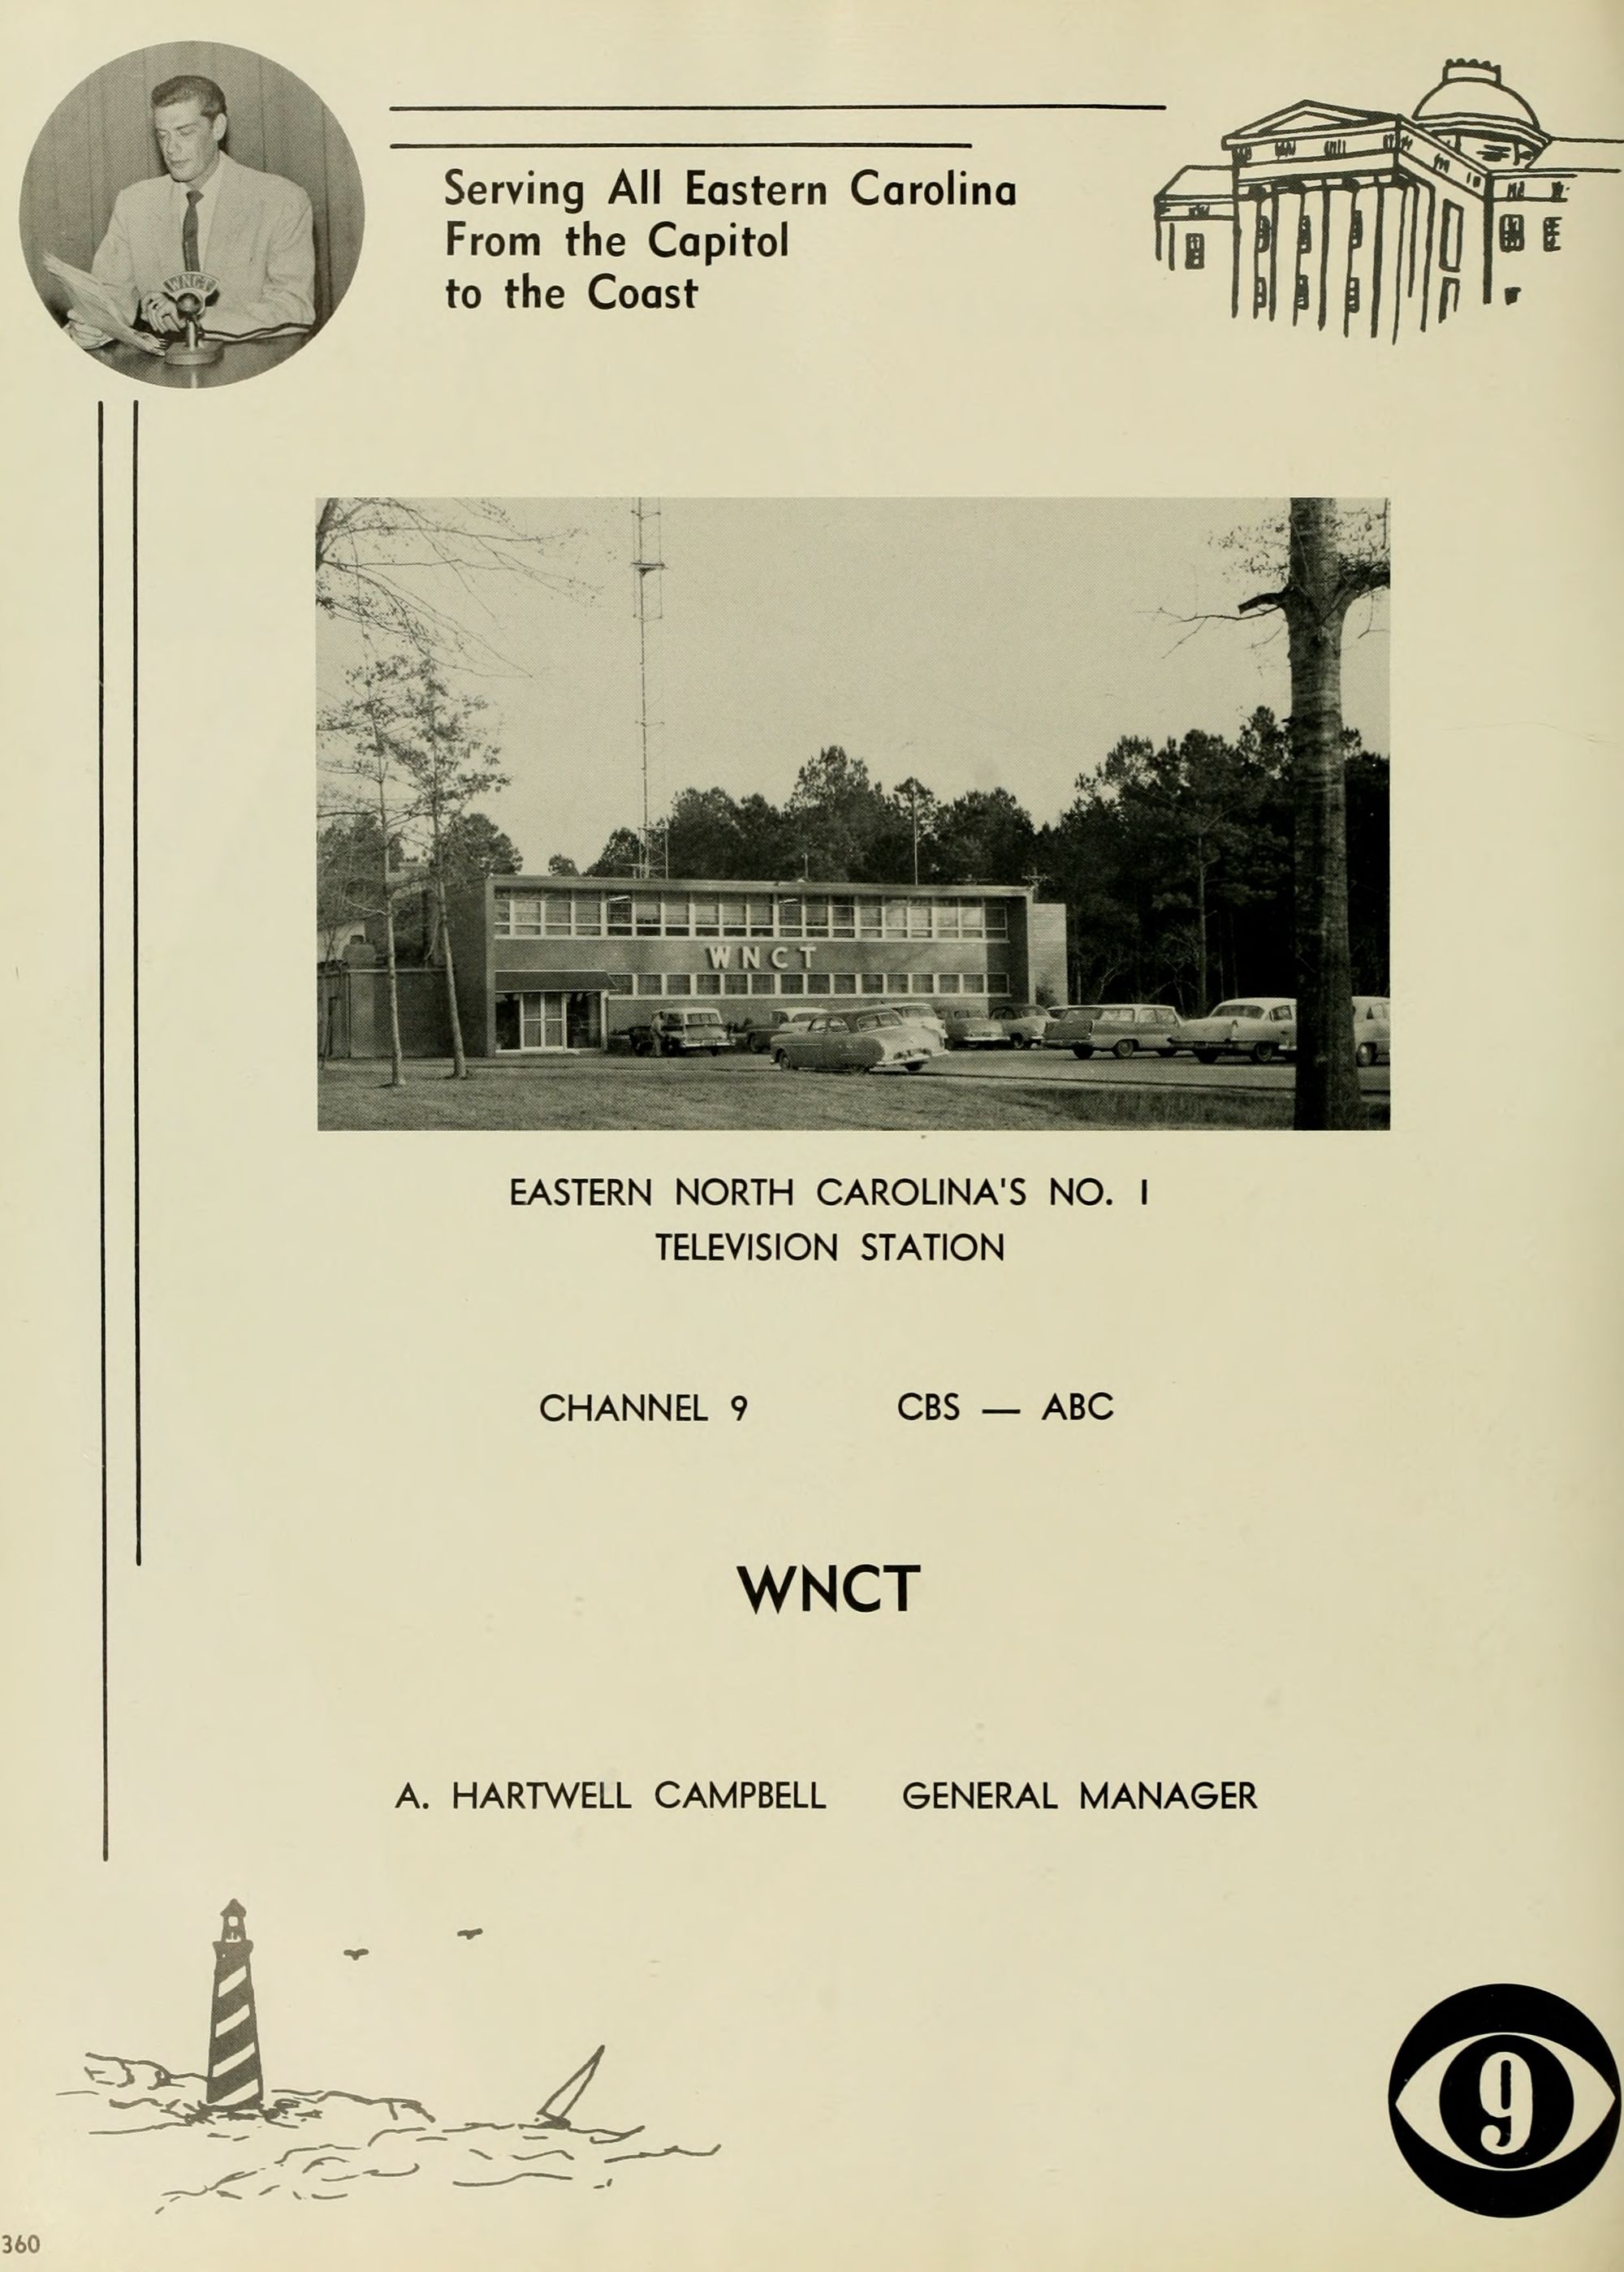 WNCT
Serving All Eastern Carolina
From the Capitol
to the Coast
WNCT
EASTERN NORTH CAROLINA'S NO. 1
TELEVISION STATION
CHANNEL 9 CBS — ABC
WNCT
A. HARTWELL CAMPBELL GENERAL MANAGER
9
360